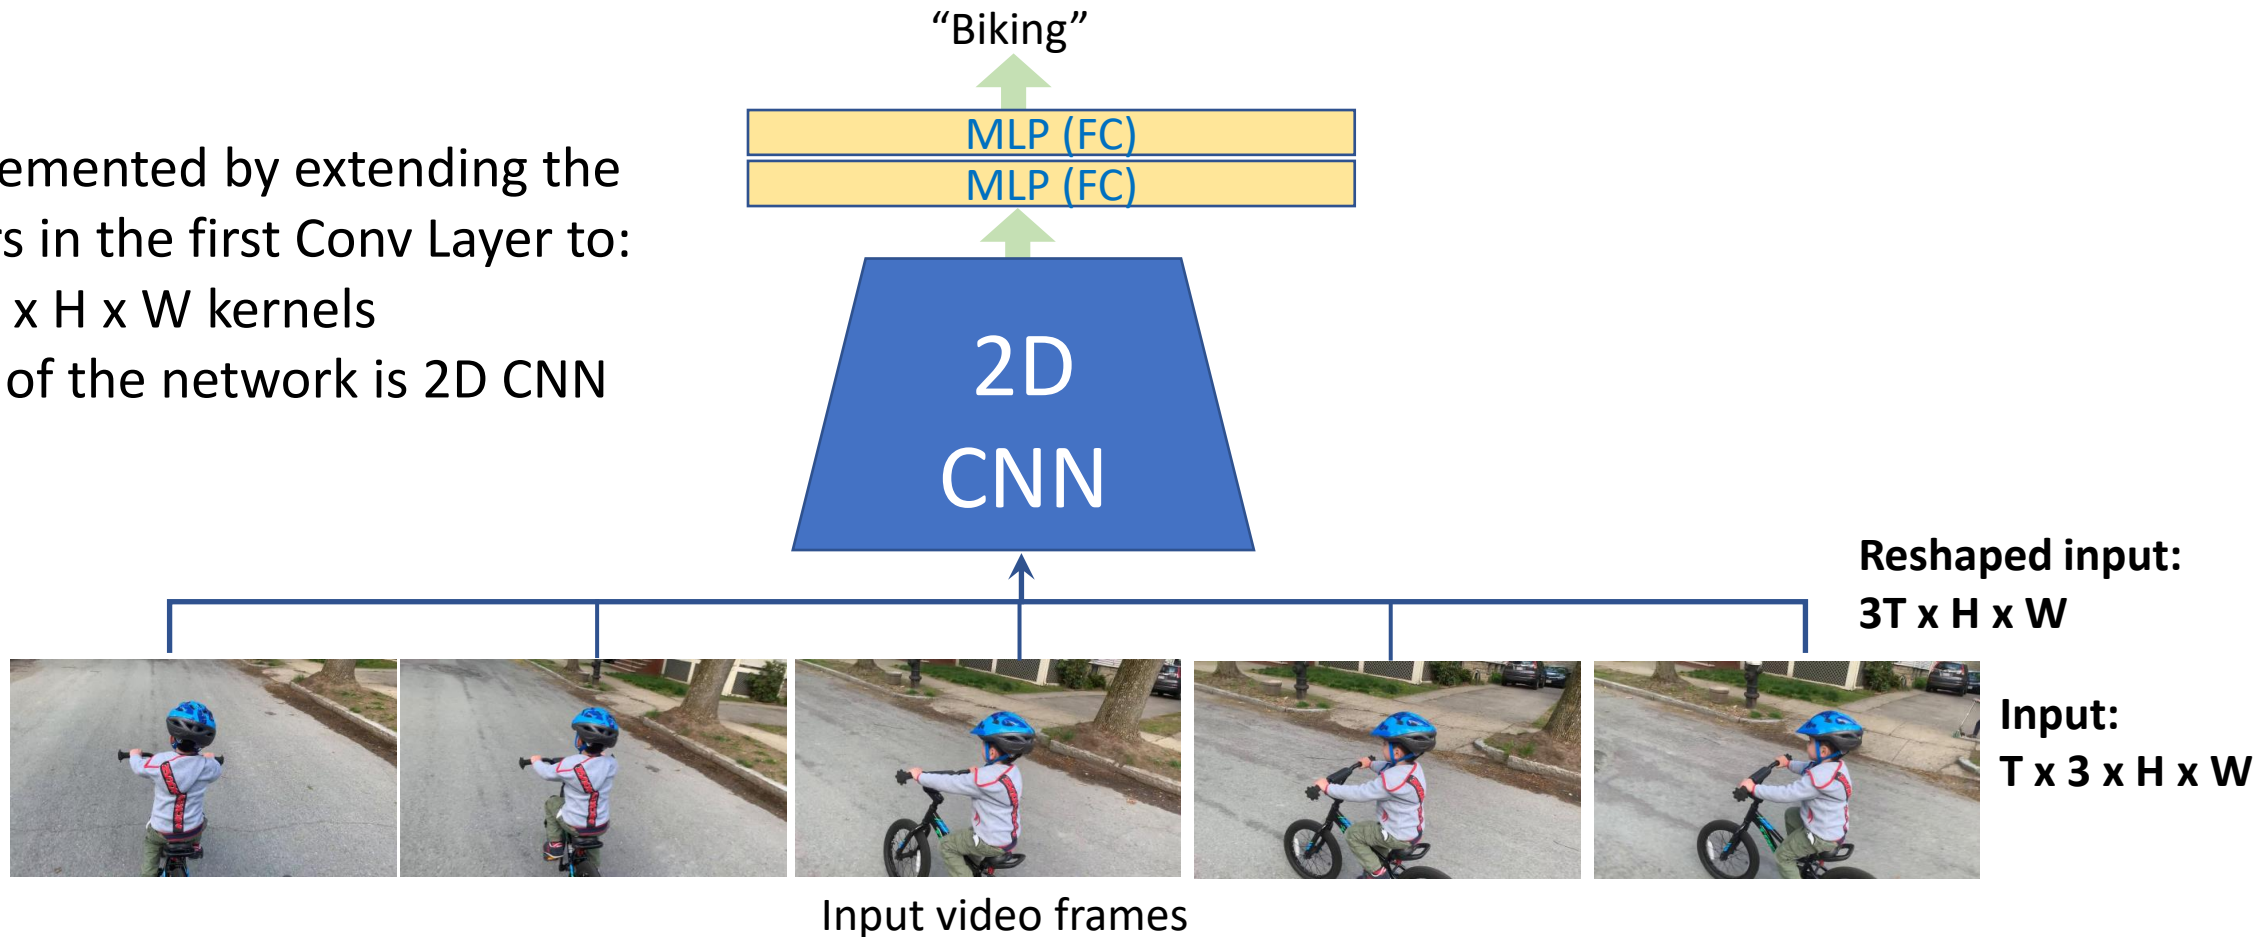 “Biking”
MLP (FC)
MLP (FC)
emented by extending the
rs in the first Conv Layer to:
x H x W kernels
of the network is 2D CNN
2D
CNN
Reshaped input:
3T x H x W
Input:
T x 3 x H x W
Input video frames